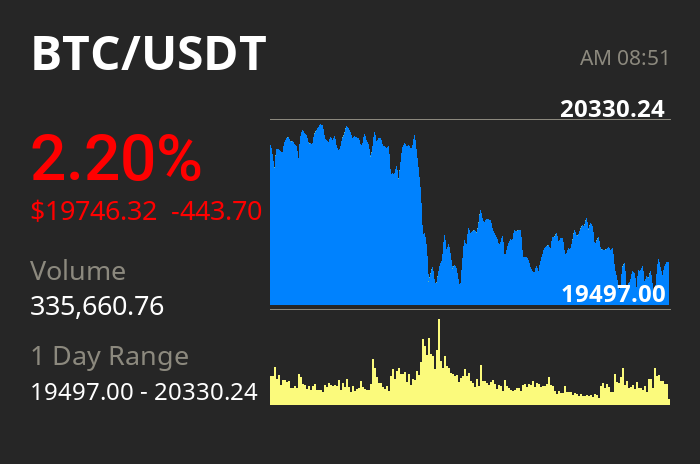 BTC/USDT
AM 08:51
20330.24
2.20%
$19746.32 -443.70
Volume
335,660.76
19497.00
1 Day Range
19497.00 - 20330.24